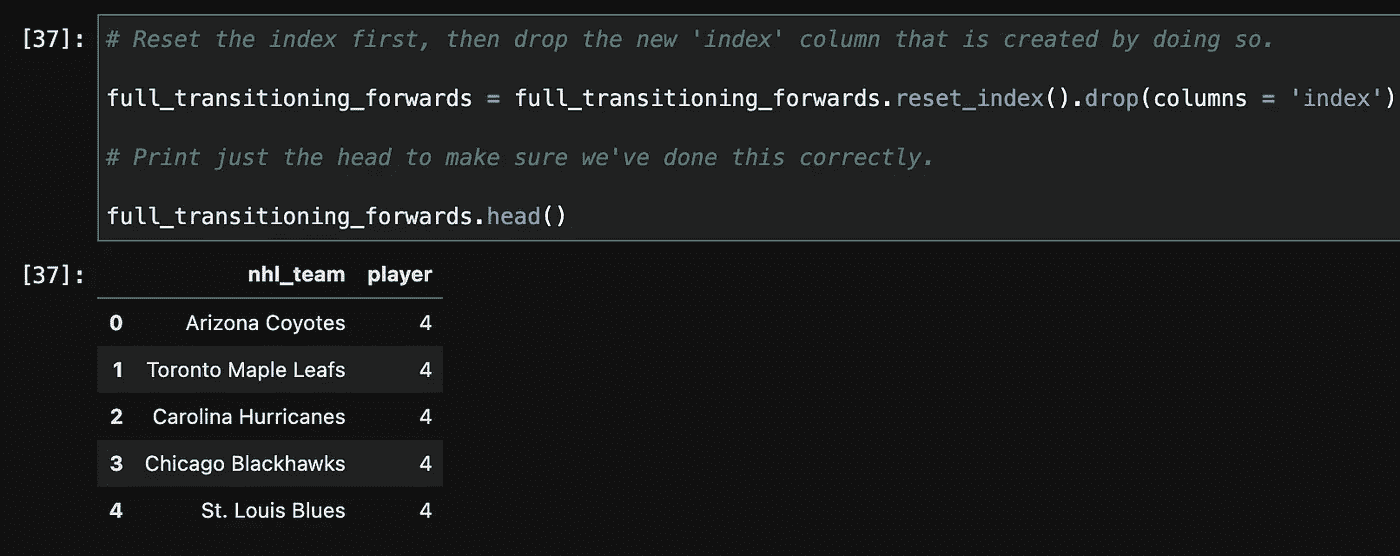 [37]: # Reset the index first, then drop the new 'index' column that is created by doing so.
full_transitioning_forwards = full_transitioning_forwards.reset_index().drop(columns = 'index')
# Print just the head to make sure we've done this correctly.
full_transitioning_forwards.head()
[37]: nhl_team player
0 Arizona Coyotes 4
1 Toronto Maple Leafs 4
2 Carolina Hurricanes 4
3 Chicago Blackhawks 4
4 St. Louis Blues 4